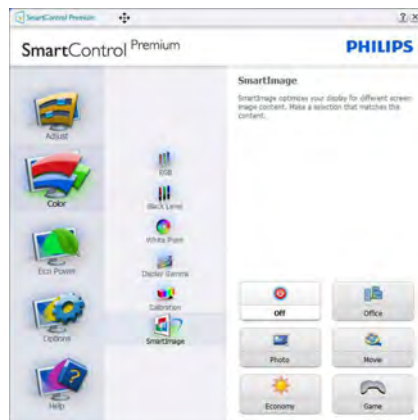 SmartControl Premium
SmartControl Premium
PHILIPS
Adjust
Color
Eco Power
Options
Help
RGB
Black Level
White Point
Display Gamma
Calibration
SmartImage
SmartImage
SmartImage optimizes your display for different screen
image content. Make a selection that matches the
content.
Off
Office
Photo
Movie
Economy
Game